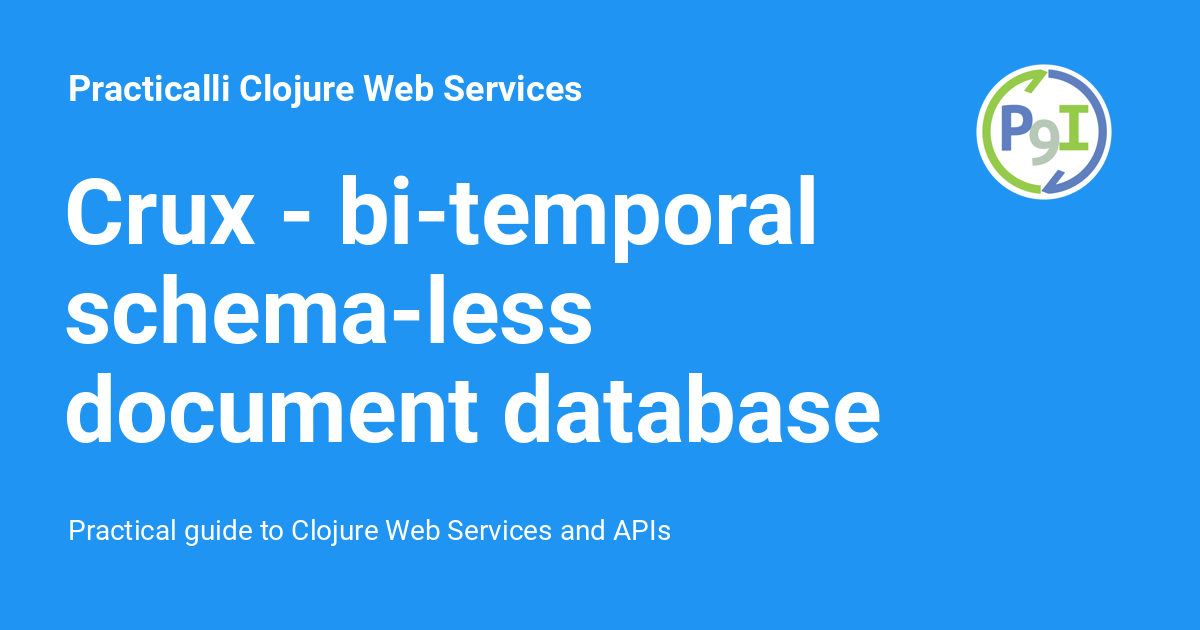 Practicalli Clojure Web Services
P9I
Crux - bi-temporal
schema-less
document database
Practical guide to Clojure Web Services and APIs